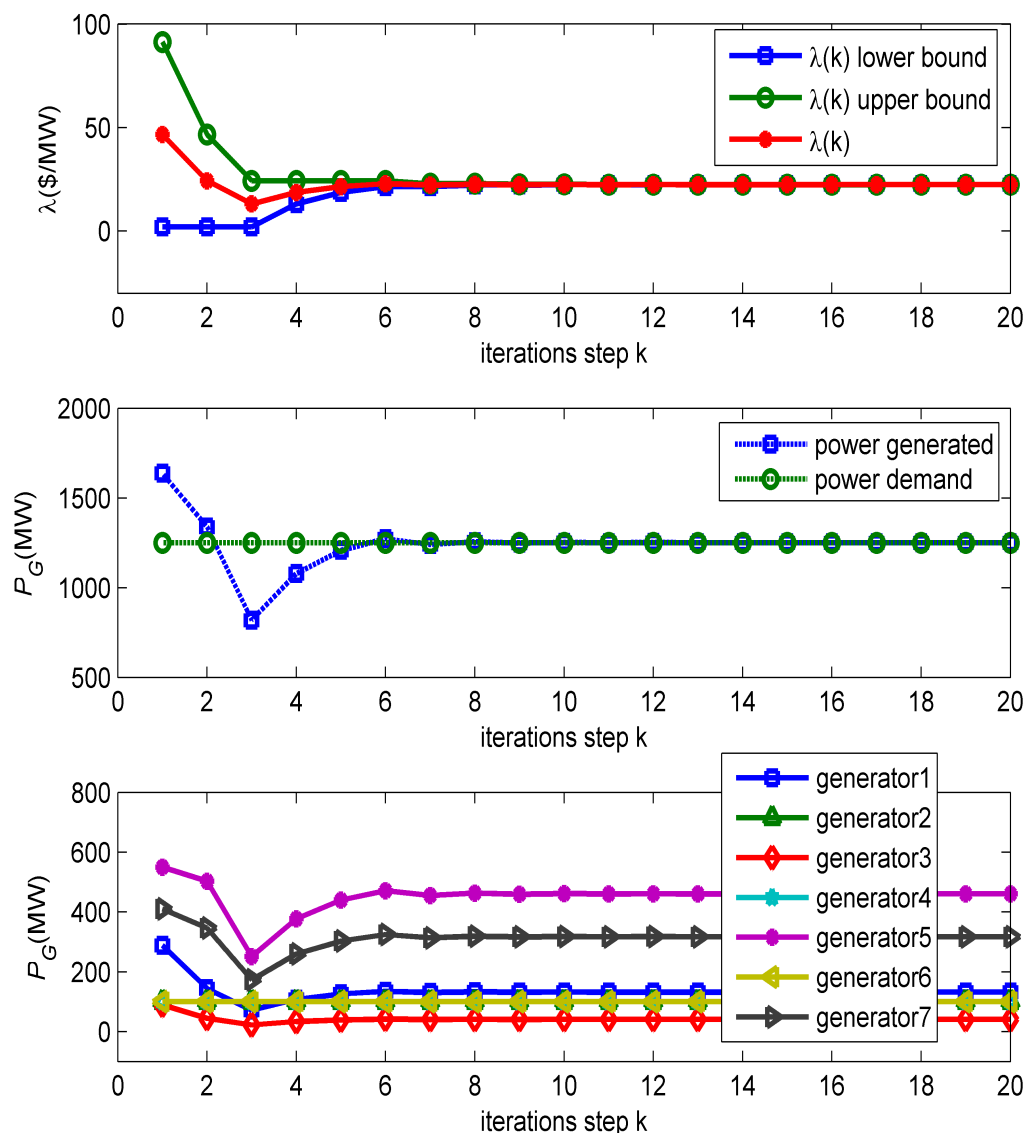 100
50
0
λ($/MW)
λ(k) lower bound
λ(k) upper bound
λ(k)
0 2 4 6 8 10 12 14 16 18 20
iterations step k
2000
1500
1000
500
P_G(MW)
power generated
power demand
0 2 4 6 8 10 12 14 16 18 20
iterations step k
800
600
400
200
0
P_G(MW)
generator1
generator2
generator3
generator4
generator5
generator6
generator7
0 2 4 6 8 10 12 14 16 18 20
iterations step k